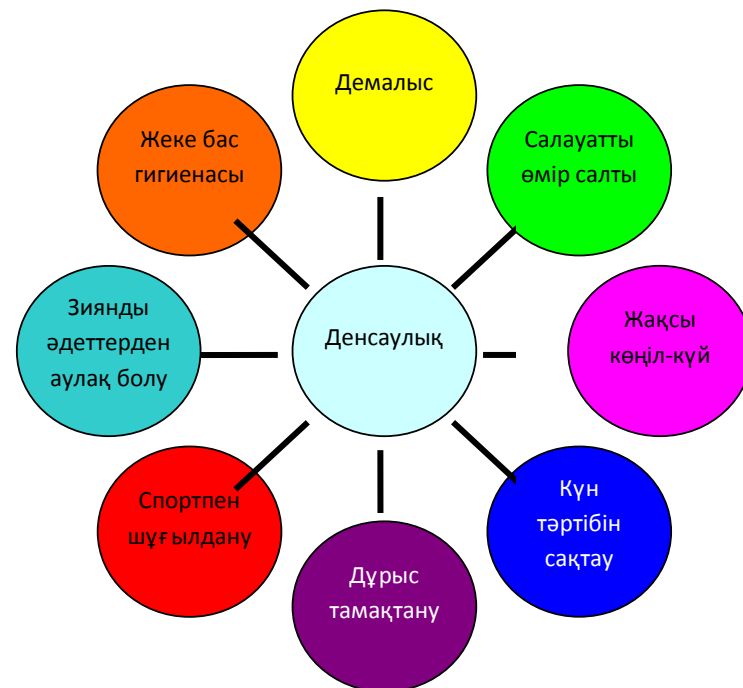 Демалыс
Жеке бас
гигиенасы
Салауатты
өмір салты
Зиянды
әдеттерден
аулақ болу
Денсаулық
Жақсы
көңіл-күй
Спортпен
шұғылдану
Күн
тәртібін
сақтау
Дұрыс
тамақтану